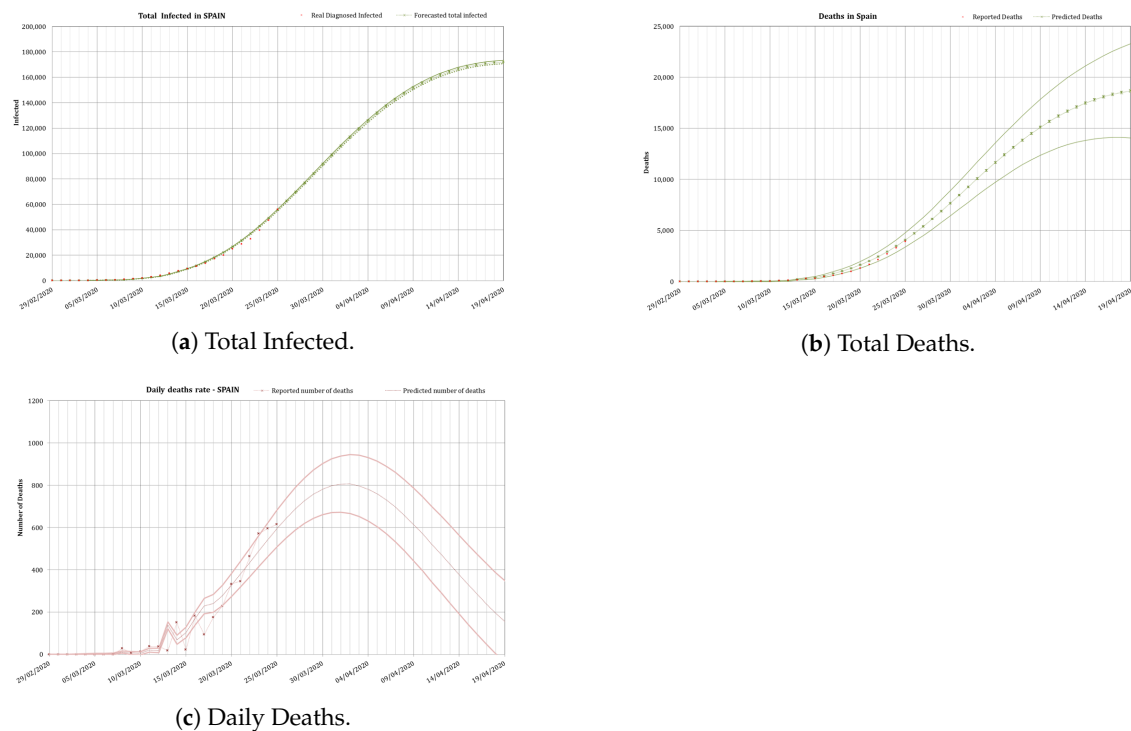 Total Infected in SPAIN
Real Diagnosed Infected
Forecasted total infected
200,000
180,000
160,000
140,000
120,000
100,000
80,000
60,000
40,000
20,000
0
Infected
29/02/2020 05/03/2020 10/03/2020 15/03/2020 20/03/2020 25/03/2020 30/03/2020 04/04/2020 09/04/2020 14/04/2020 19/04/2020
(a) Total Infected.
Deaths in Spain
Reported Deaths
Predicted Deaths
25,000
20,000
15,000
10,000
5,000
0
Deaths
29/02/2020 05/03/2020 10/03/2020 15/03/2020 20/03/2020 25/03/2020 30/03/2020 04/04/2020 09/04/2020 14/04/2020 19/04/2020
(b) Total Deaths.
Daily deaths rate - SPAIN
Reported number of deaths
Predicted number of deaths
1200
1000
800
600
400
200
0
Number of Deaths
29/02/2020 05/03/2020 10/03/2020 15/03/2020 20/03/2020 25/03/2020 30/03/2020 04/04/2020 09/04/2020 14/04/2020 19/04/2020
(c) Daily Deaths.